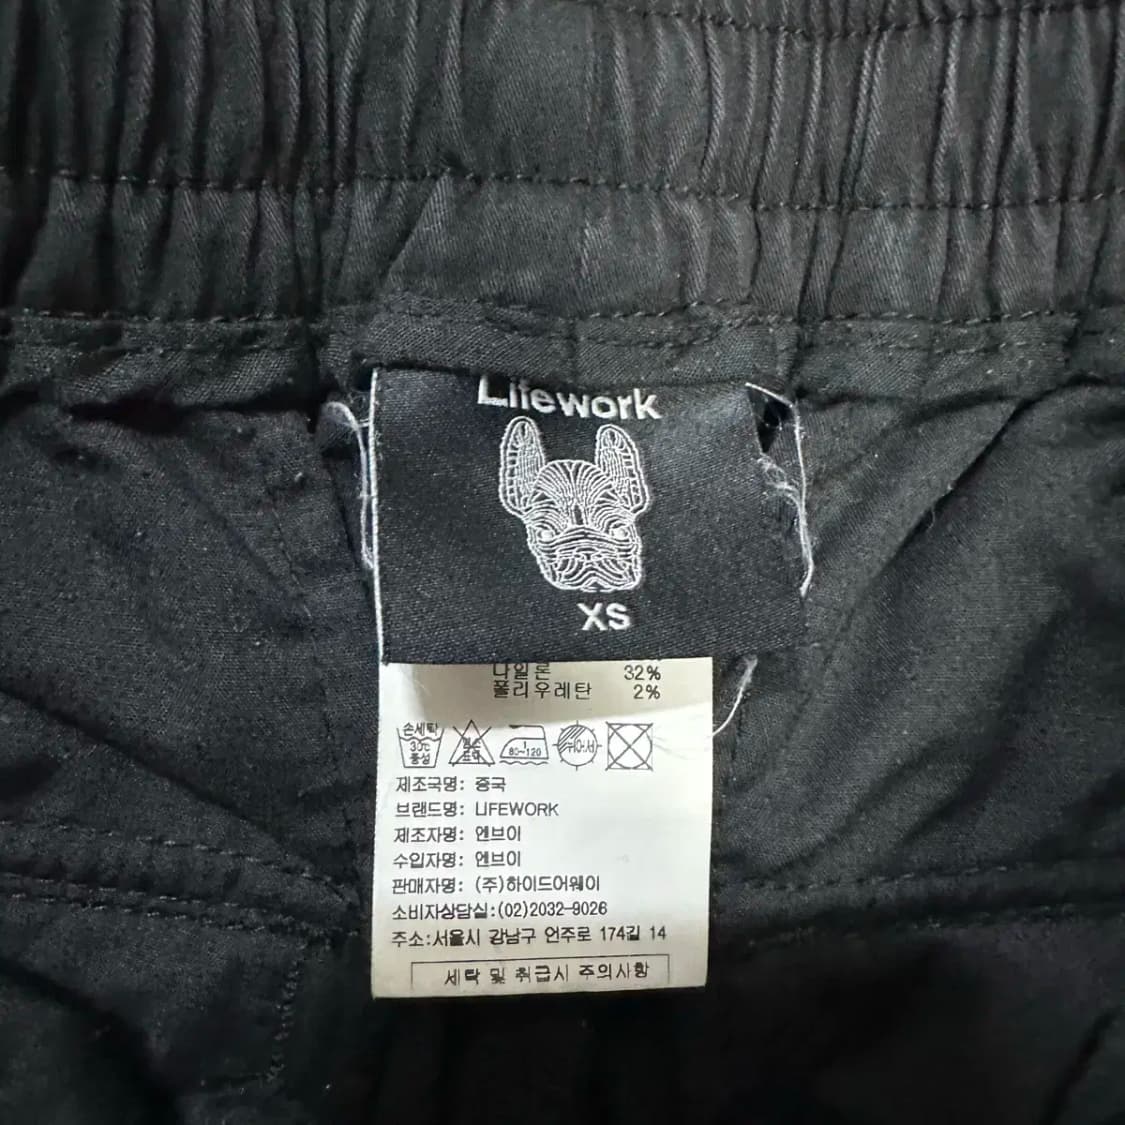 Lifework
XS
나일론 32%
폴리우레탄 2%
손세탁
30℃
중성
80~120
제조국명: 중국
브랜드명: LIFEWORK
제조자명: 엔브이
수입자명: 엔브이
판매자명: (주)하이드어웨이
소비자상담실:(02)2032-9026
주소:서울시 강남구 언주로 174길 14
세탁 및 취급시 주의사항